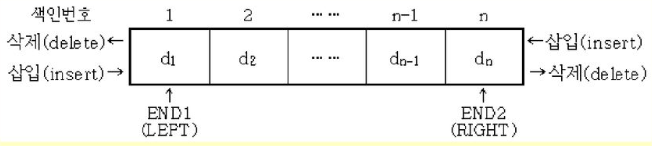 색인번호 1 2 …… n-1 n
삭제(delete)← ←삽입(insert)
d1 d2 …… dn-1 dn
삽입(insert)→ →삭제(delete)
↑ ↑
END1 END2
(LEFT) (RIGHT)